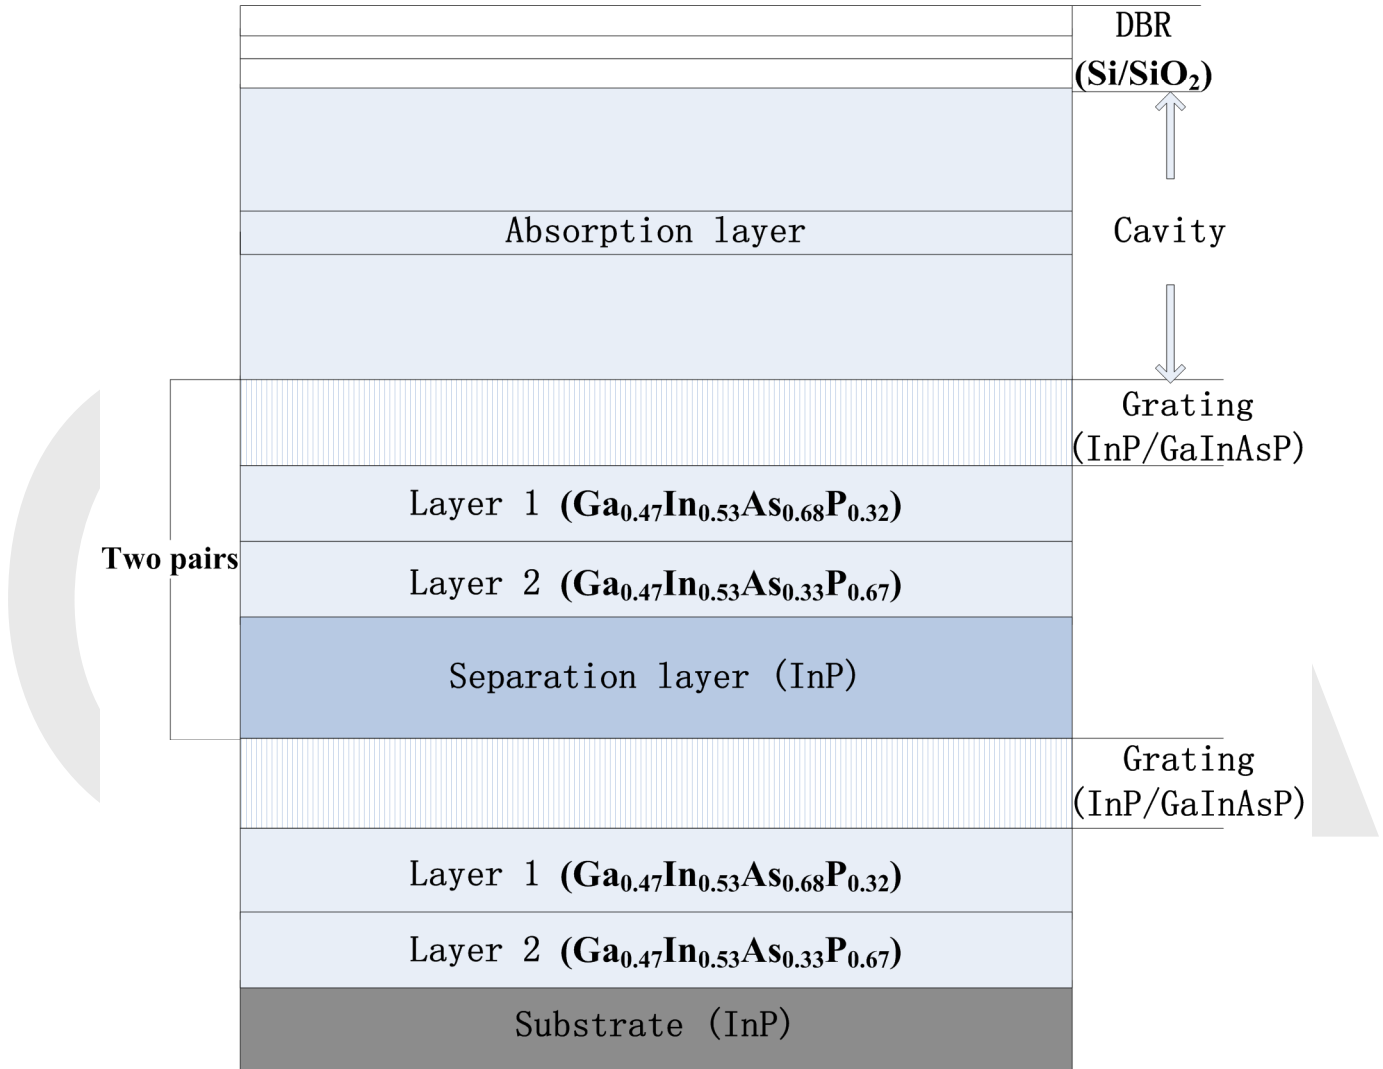 DBR
(Si/SiO₂)
Absorption layer
Cavity
Grating
(InP/GaInAsP)
Layer 1 (Ga₀.₄₇In₀.₅₃As₀.₆₈P₀.₃₂)
Two pairs
Layer 2 (Ga₀.₄₇In₀.₅₃As₀.₃₃P₀.₆₇)
Separation layer (InP)
Grating
(InP/GaInAsP)
Layer 1 (Ga₀.₄₇In₀.₅₃As₀.₆₈P₀.₃₂)
Layer 2 (Ga₀.₄₇In₀.₅₃As₀.₃₃P₀.₆₇)
Substrate (InP)